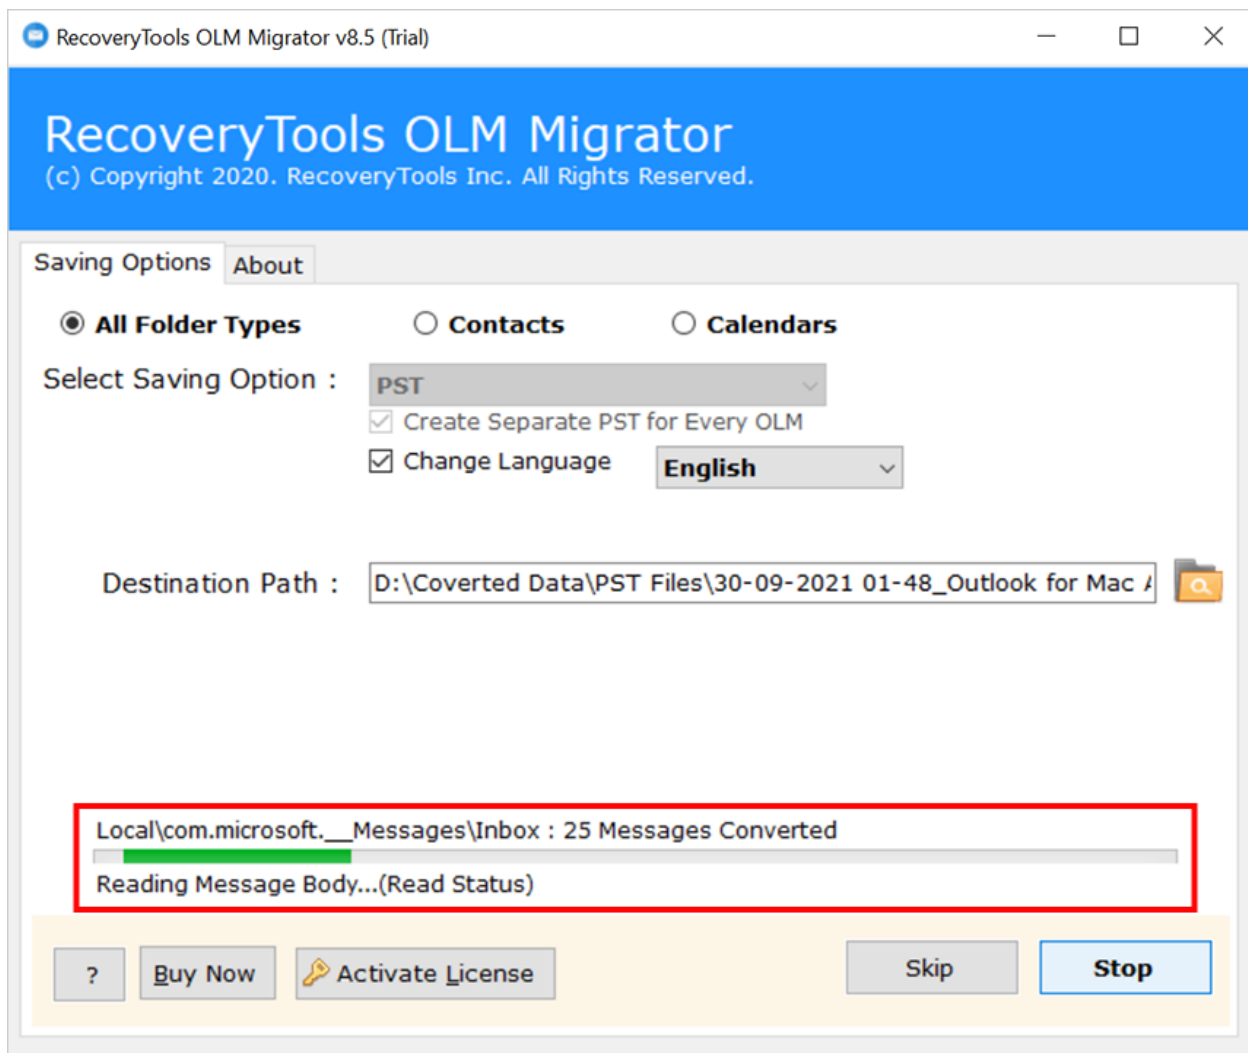 RecoveryTools OLM Migrator v8.5 (Trial)
RecoveryTools OLM Migrator
(c) Copyright 2020. RecoveryTools Inc. All Rights Reserved.
Saving Options About
All Folder Types Contacts Calendars
Select Saving Option : PST
Create Separate PST for Every OLM
Change Language English
Destination Path : D:\Coverted Data\PST Files\30-09-2021 01-48_Outlook for Mac
Local\com.microsoft.__Messages\Inbox : 25 Messages Converted
Reading Message Body...(Read Status)
? Buy Now Activate License Skip Stop